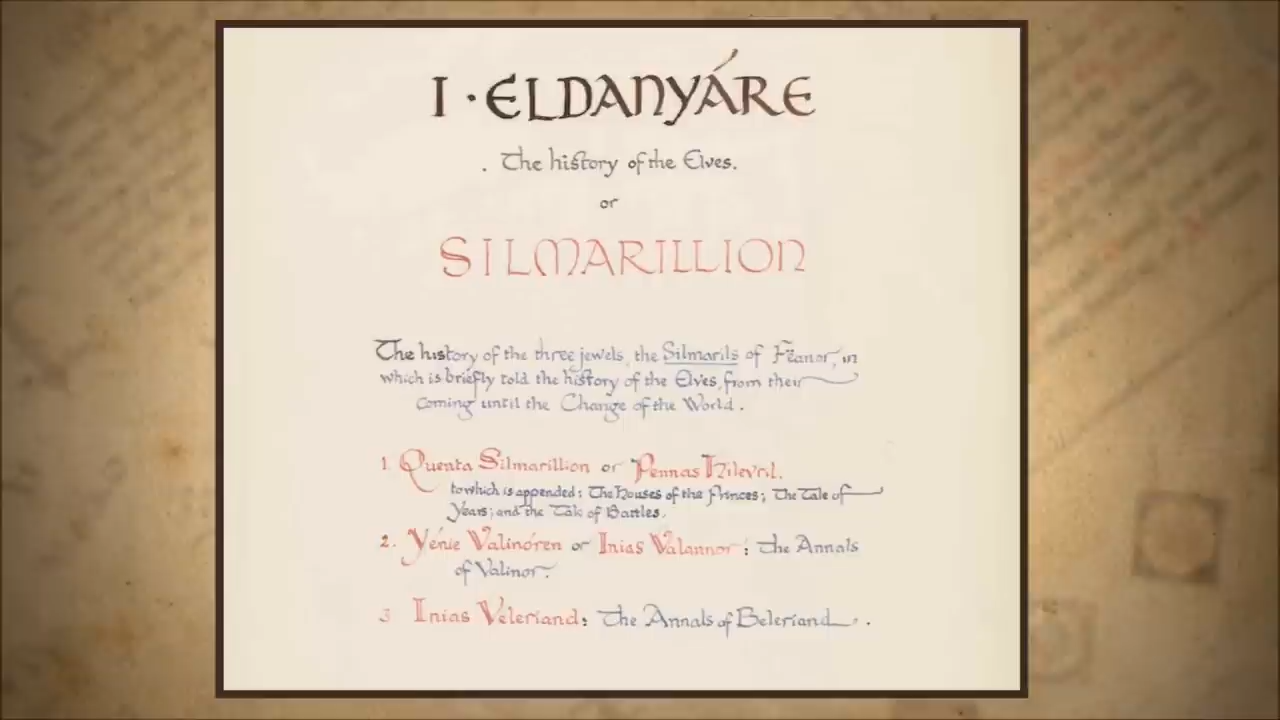 I · ELDANYÁRE
. The history of the Elves.
or
SILMARILLION
The history of the three jewels, the Silmarils of Fëanor, in
which is briefly told the history of the Elves, from their
Coming until the Change of the World.
1. Quenta Silmarillion or Pennas Hilevril.
to which is appended: The Houses of the Princes; The Tale of
Years; and the Tale of Battles.
2. Yénie Valinóren or Inias Valannor: The Annals
of Valinor.
3 Inias Veleriand: The Annals of Beleriand.